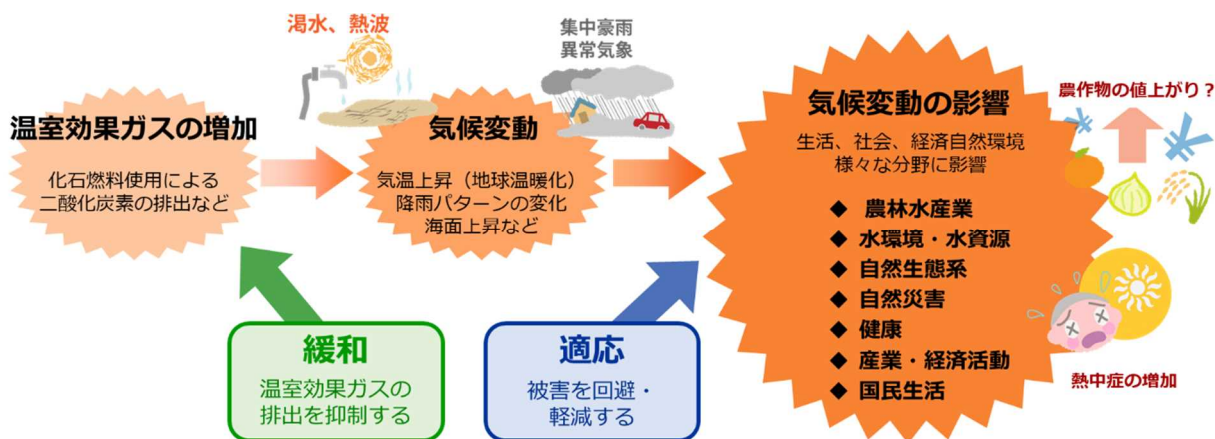 渇水、熱波
集中豪雨
異常気象
温室効果ガスの増加
化石燃料使用による
二酸化炭素の排出など
気候変動
気温上昇(地球温暖化)
降雨パターンの変化
海面上昇など
気候変動の影響
生活、社会、経済自然環境
様々な分野に影響
◆ 農林水産業
◆ 水環境・水資源
◆ 自然生態系
◆ 自然災害
◆ 健康
◆ 産業・経済活動
◆ 国民生活
農作物の値上がり？
¥
¥
熱中症の増加
緩和
温室効果ガスの
排出を抑制する
適応
被害を回避・
軽減する